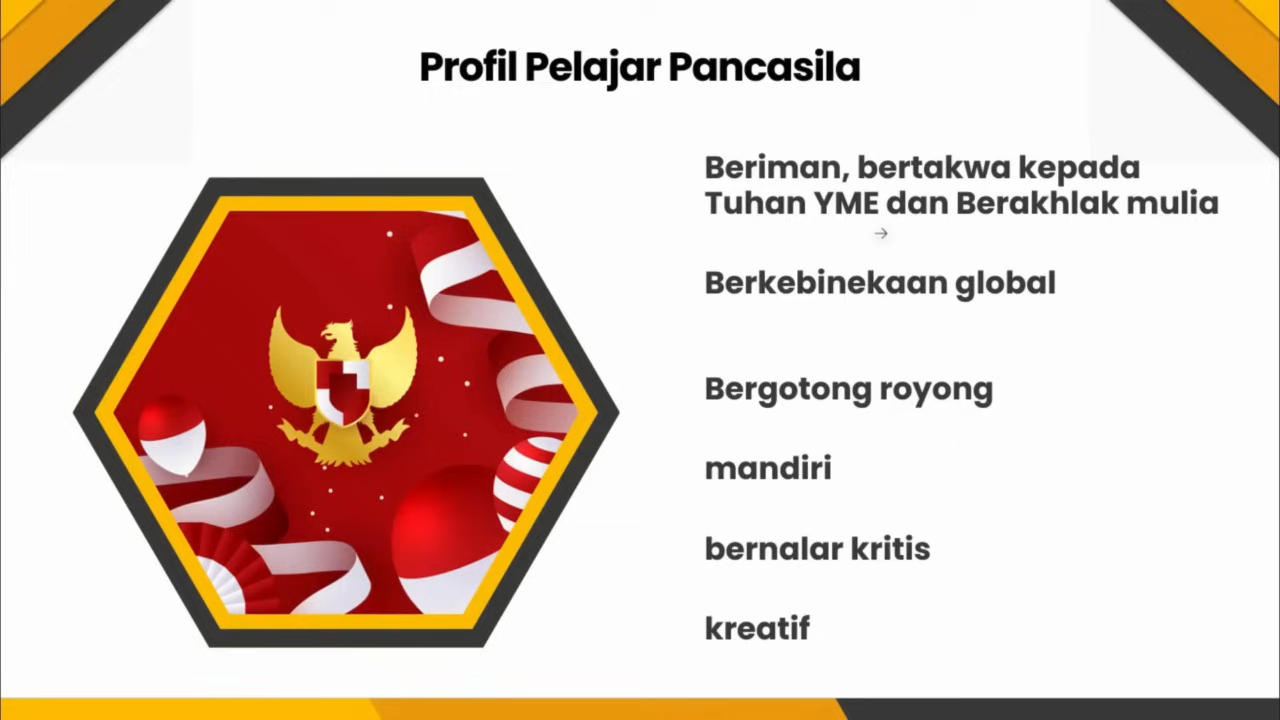 Profil Pelajar Pancasila
Beriman, bertakwa kepada
Tuhan YME dan Berakhlak mulia
Berkebinekaan global
Bergotong royong
mandiri
bernalar kritis
kreatif